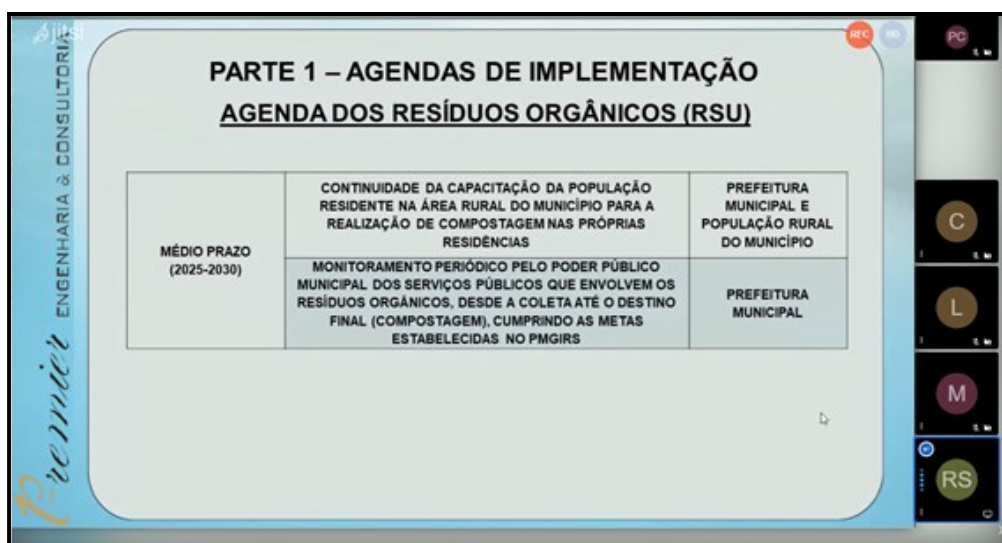 jitsi
REC
HD
PC
PARTE 1 – AGENDAS DE IMPLEMENTAÇÃO
AGENDA DOS RESÍDUOS ORGÂNICOS (RSU)
MÉDIO PRAZO
(2025-2030)
CONTINUIDADE DA CAPACITAÇÃO DA POPULAÇÃO
RESIDENTE NA ÁREA RURAL DO MUNICÍPIO PARA A
REALIZAÇÃO DE COMPOSTAGEM NAS PRÓPRIAS
RESIDÊNCIAS
PREFEITURA
MUNICIPAL E
POPULAÇÃO RURAL
DO MUNICÍPIO
MONITORAMENTO PERIÓDICO PELO PODER PÚBLICO
MUNICIPAL DOS SERVIÇOS PÚBLICOS QUE ENVOLVEM OS
RESÍDUOS ORGÂNICOS, DESDE A COLETA ATÉ O DESTINO
FINAL (COMPOSTAGEM), CUMPRINDO AS METAS
ESTABELECIDAS NO PMGIRS
PREFEITURA
MUNICIPAL
Premier ENGENHARIA & CONSULTORIA
C
L
M
RS